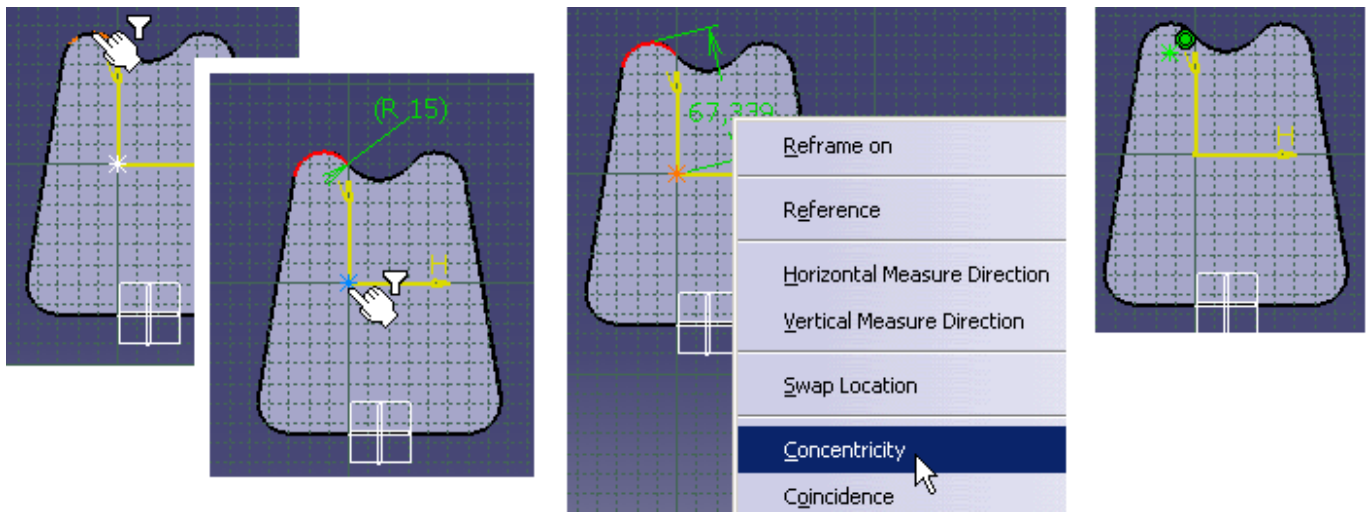 V
(R 15)
V
H
V
67,379
Reframe on
Reference
Horizontal Measure Direction
Vertical Measure Direction
Swap Location
Concentricity
Coincidence
V
H